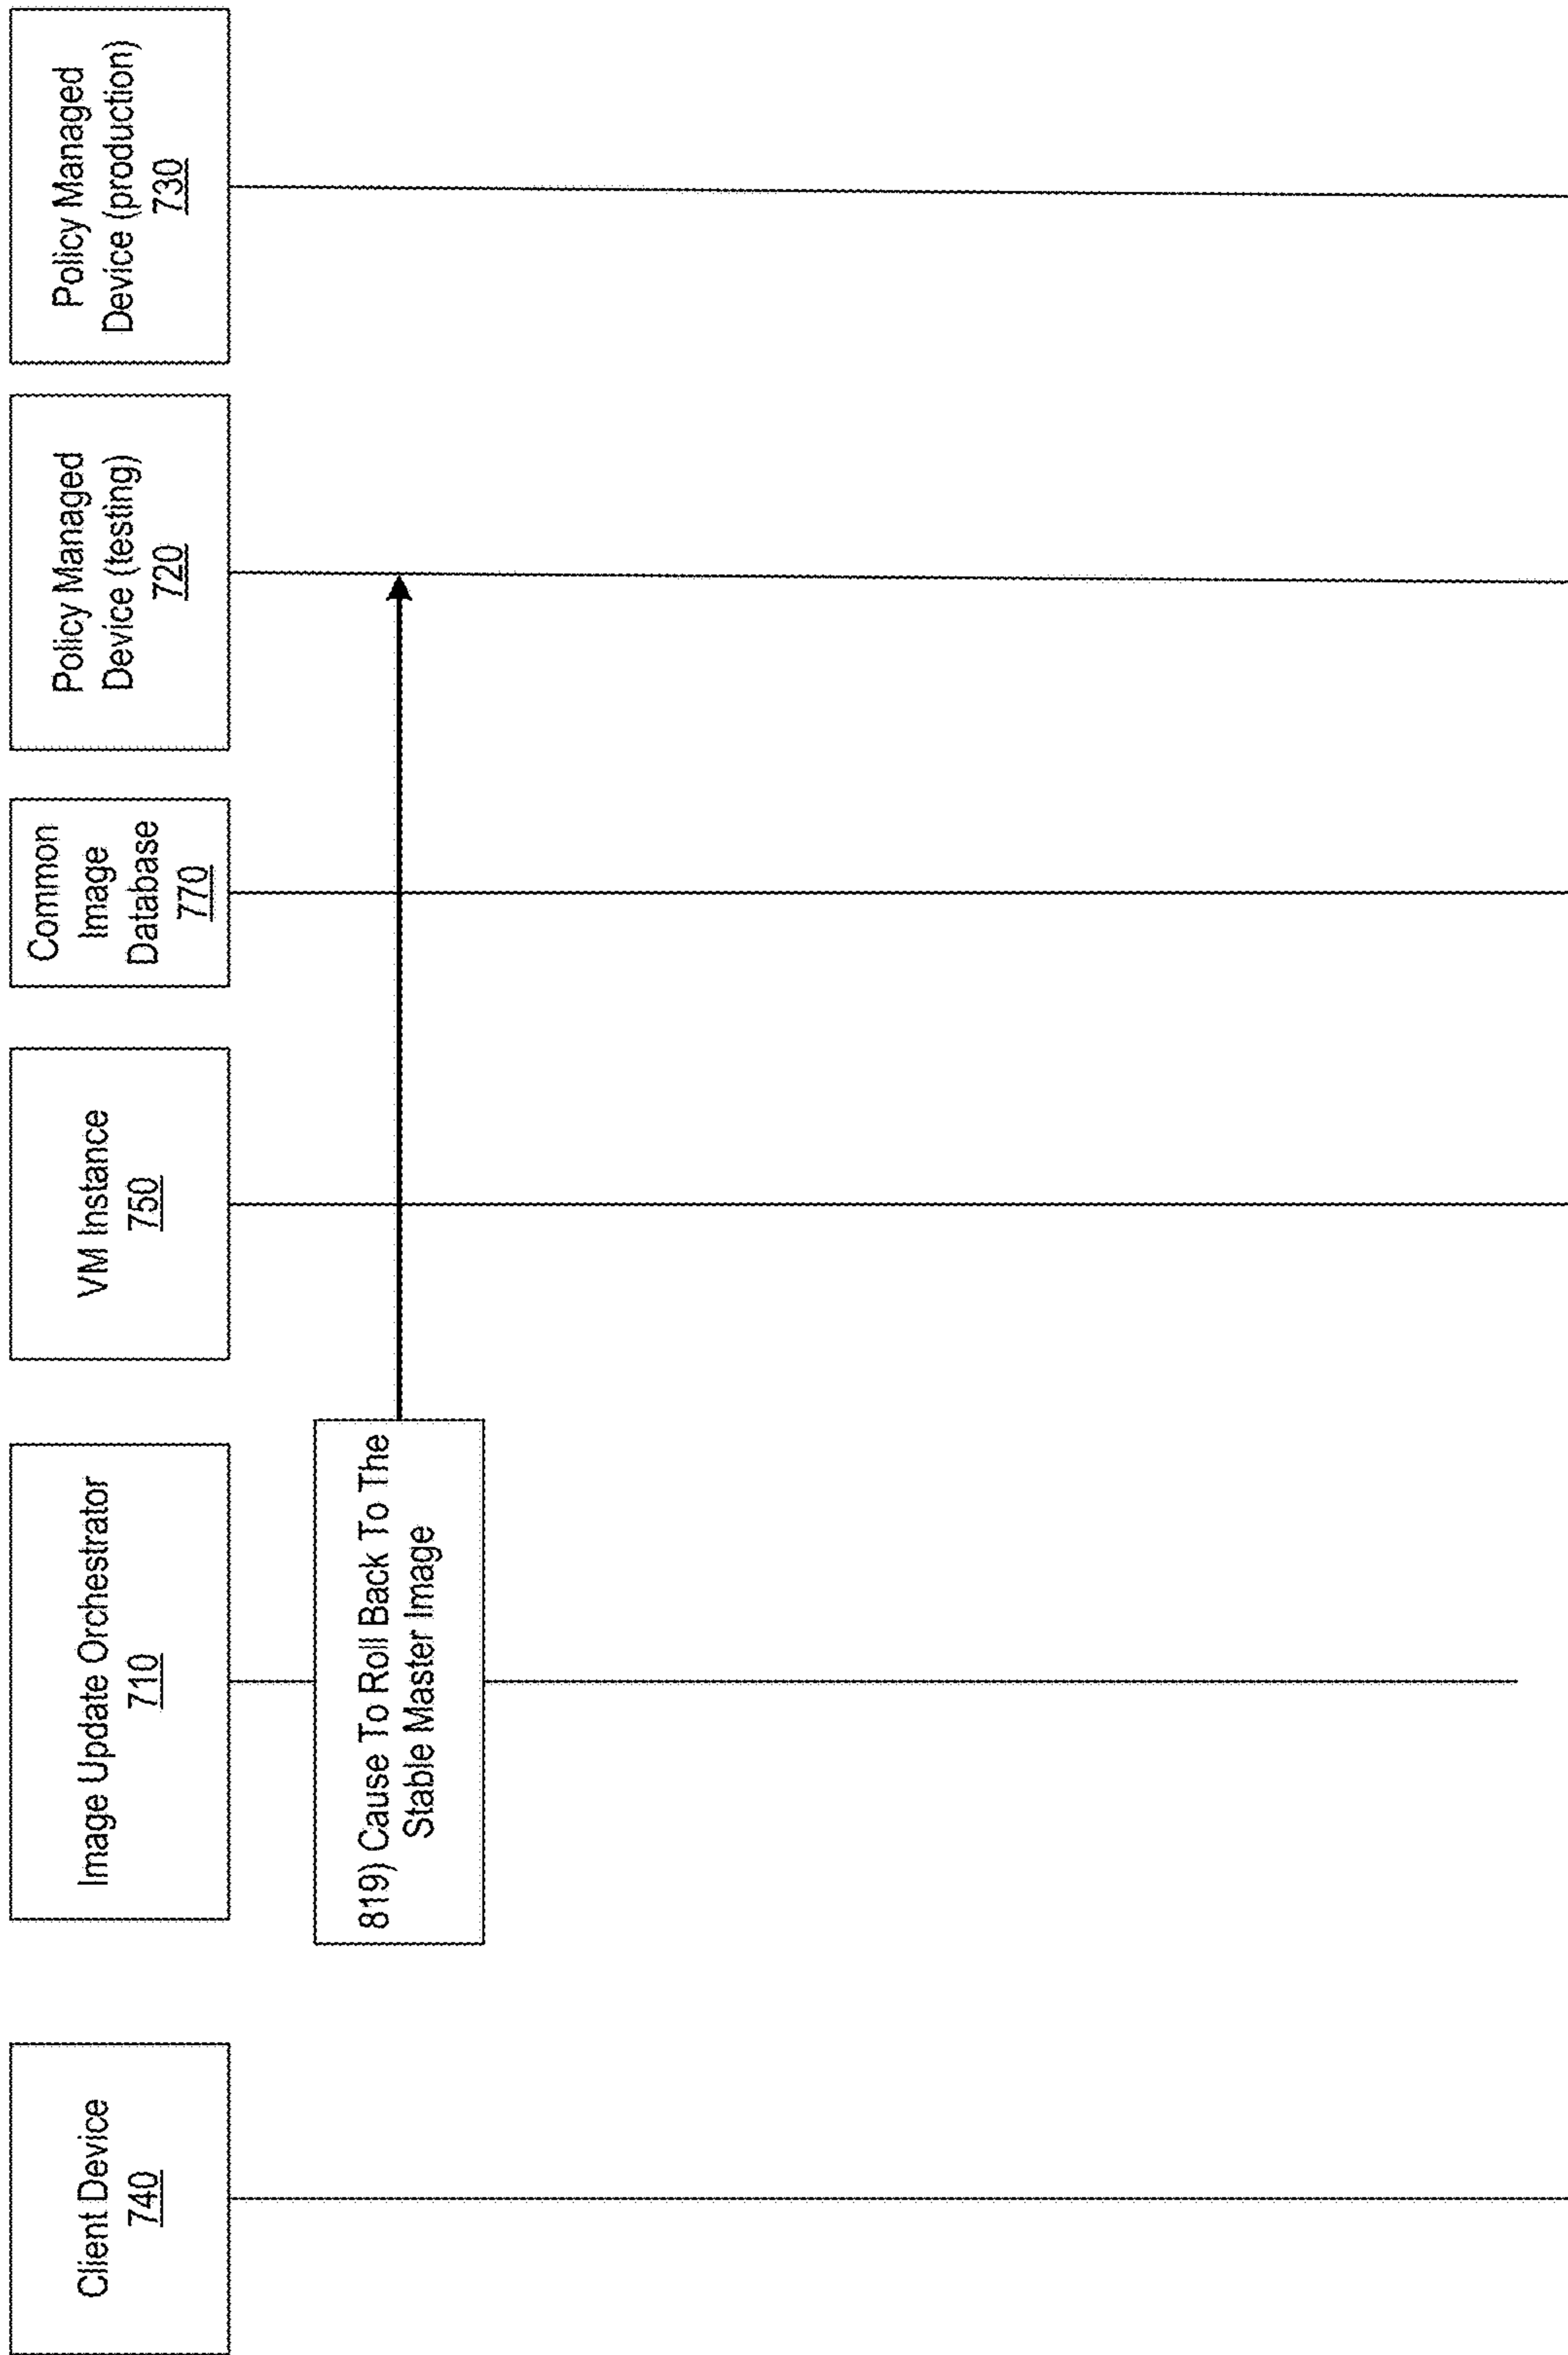 Client Device
740
Image Update Orchestrator
710
VM Instance
750
Common
Image
Database
770
Policy Managed
Device (testing)
720
Policy Managed
Device (production)
730
819) Cause To Roll Back To The
Stable Master Image